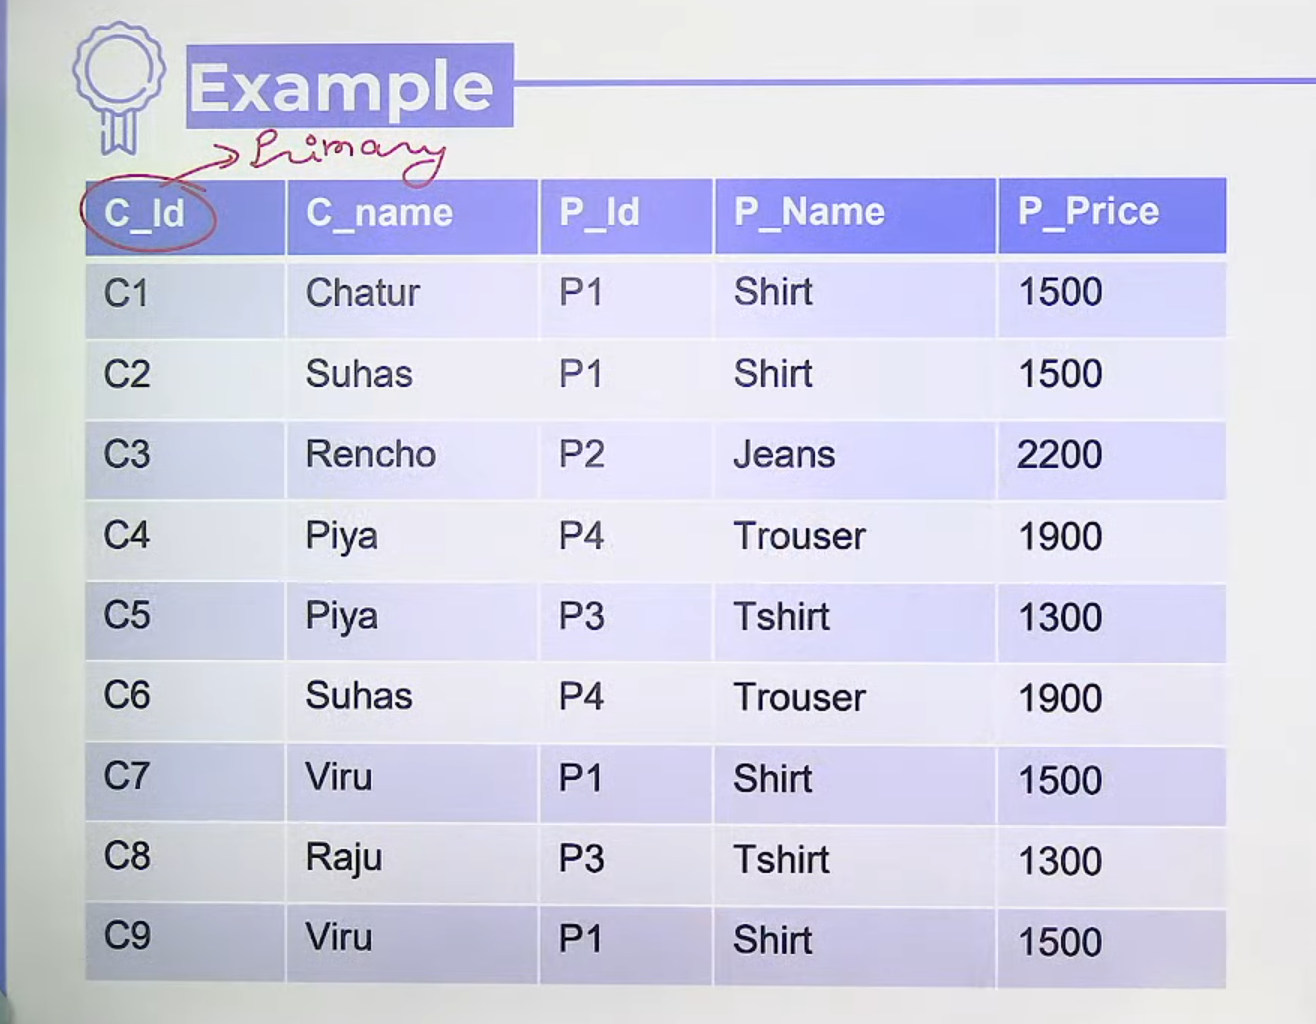 Example
Primary
C_Id C_name P_Id P_Name P_Price
C1 Chatur P1 Shirt 1500
C2 Suhas P1 Shirt 1500
C3 Rencho P2 Jeans 2200
C4 Piya P4 Trouser 1900
C5 Piya P3 Tshirt 1300
C6 Suhas P4 Trouser 1900
C7 Viru P1 Shirt 1500
C8 Raju P3 Tshirt 1300
C9 Viru P1 Shirt 1500